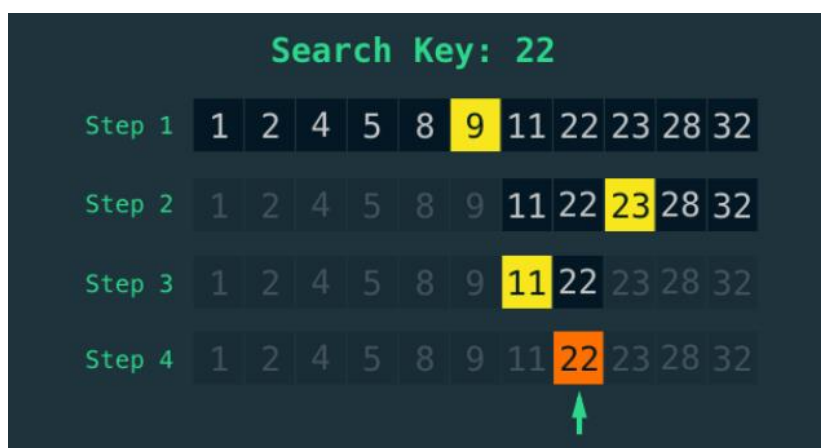 Search Key: 22
Step 1 1 2 4 5 8 9 11 22 23 28 32
Step 2 1 2 4 5 8 9 11 22 23 28 32
Step 3 1 2 4 5 8 9 11 22 23 28 32
Step 4 1 2 4 5 8 9 11 22 23 28 32